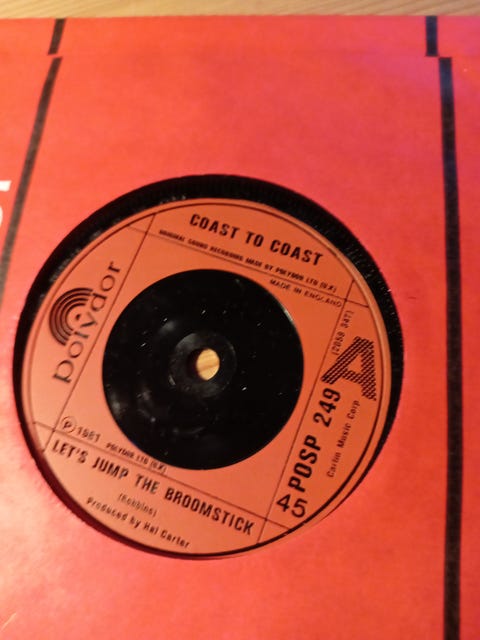 COAST TO COAST
ORIGINAL SOUND RECORDING MADE BY POLYDOR LTD (U.K)
MADE IN ENGLAND
polydor
(2059 347)
A
POSP 249
Carlin Music Corp
45
Ⓟ 1981 POLYDOR LTD (U.K)
LET'S JUMP THE BROOMSTICK
(Robbins)
Produced by Hal Carter